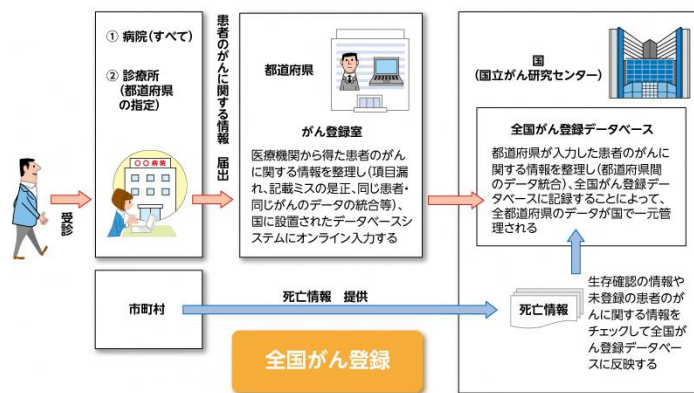 ① 病院(すべて)
② 診療所
(都道府県
の指定)
○○病院
受診
患者のがんに関する情報 届出
都道府県
がん登録室
医療機関から得た患者のがん
に関する情報を整理し(項目漏
れ、記載ミスの是正、同じ患者・
同じがんのデータの統合等)、
国に設置されたデータベースシ
ステムにオンライン入力する
国
(国立がん研究センター)
全国がん登録データベース
都道府県が入力した患者のがんに
関する情報を整理し(都道府県間
のデータ統合)、全国がん登録デー
タベースに記録することによって、
全都道府県のデータが国で一元
管理される
市町村
死亡情報 提供
死亡情報
生存確認の情報や
未登録の患者のが
んに関する情報を
チェックして全国が
ん登録データベー
スに反映する
全国がん登録